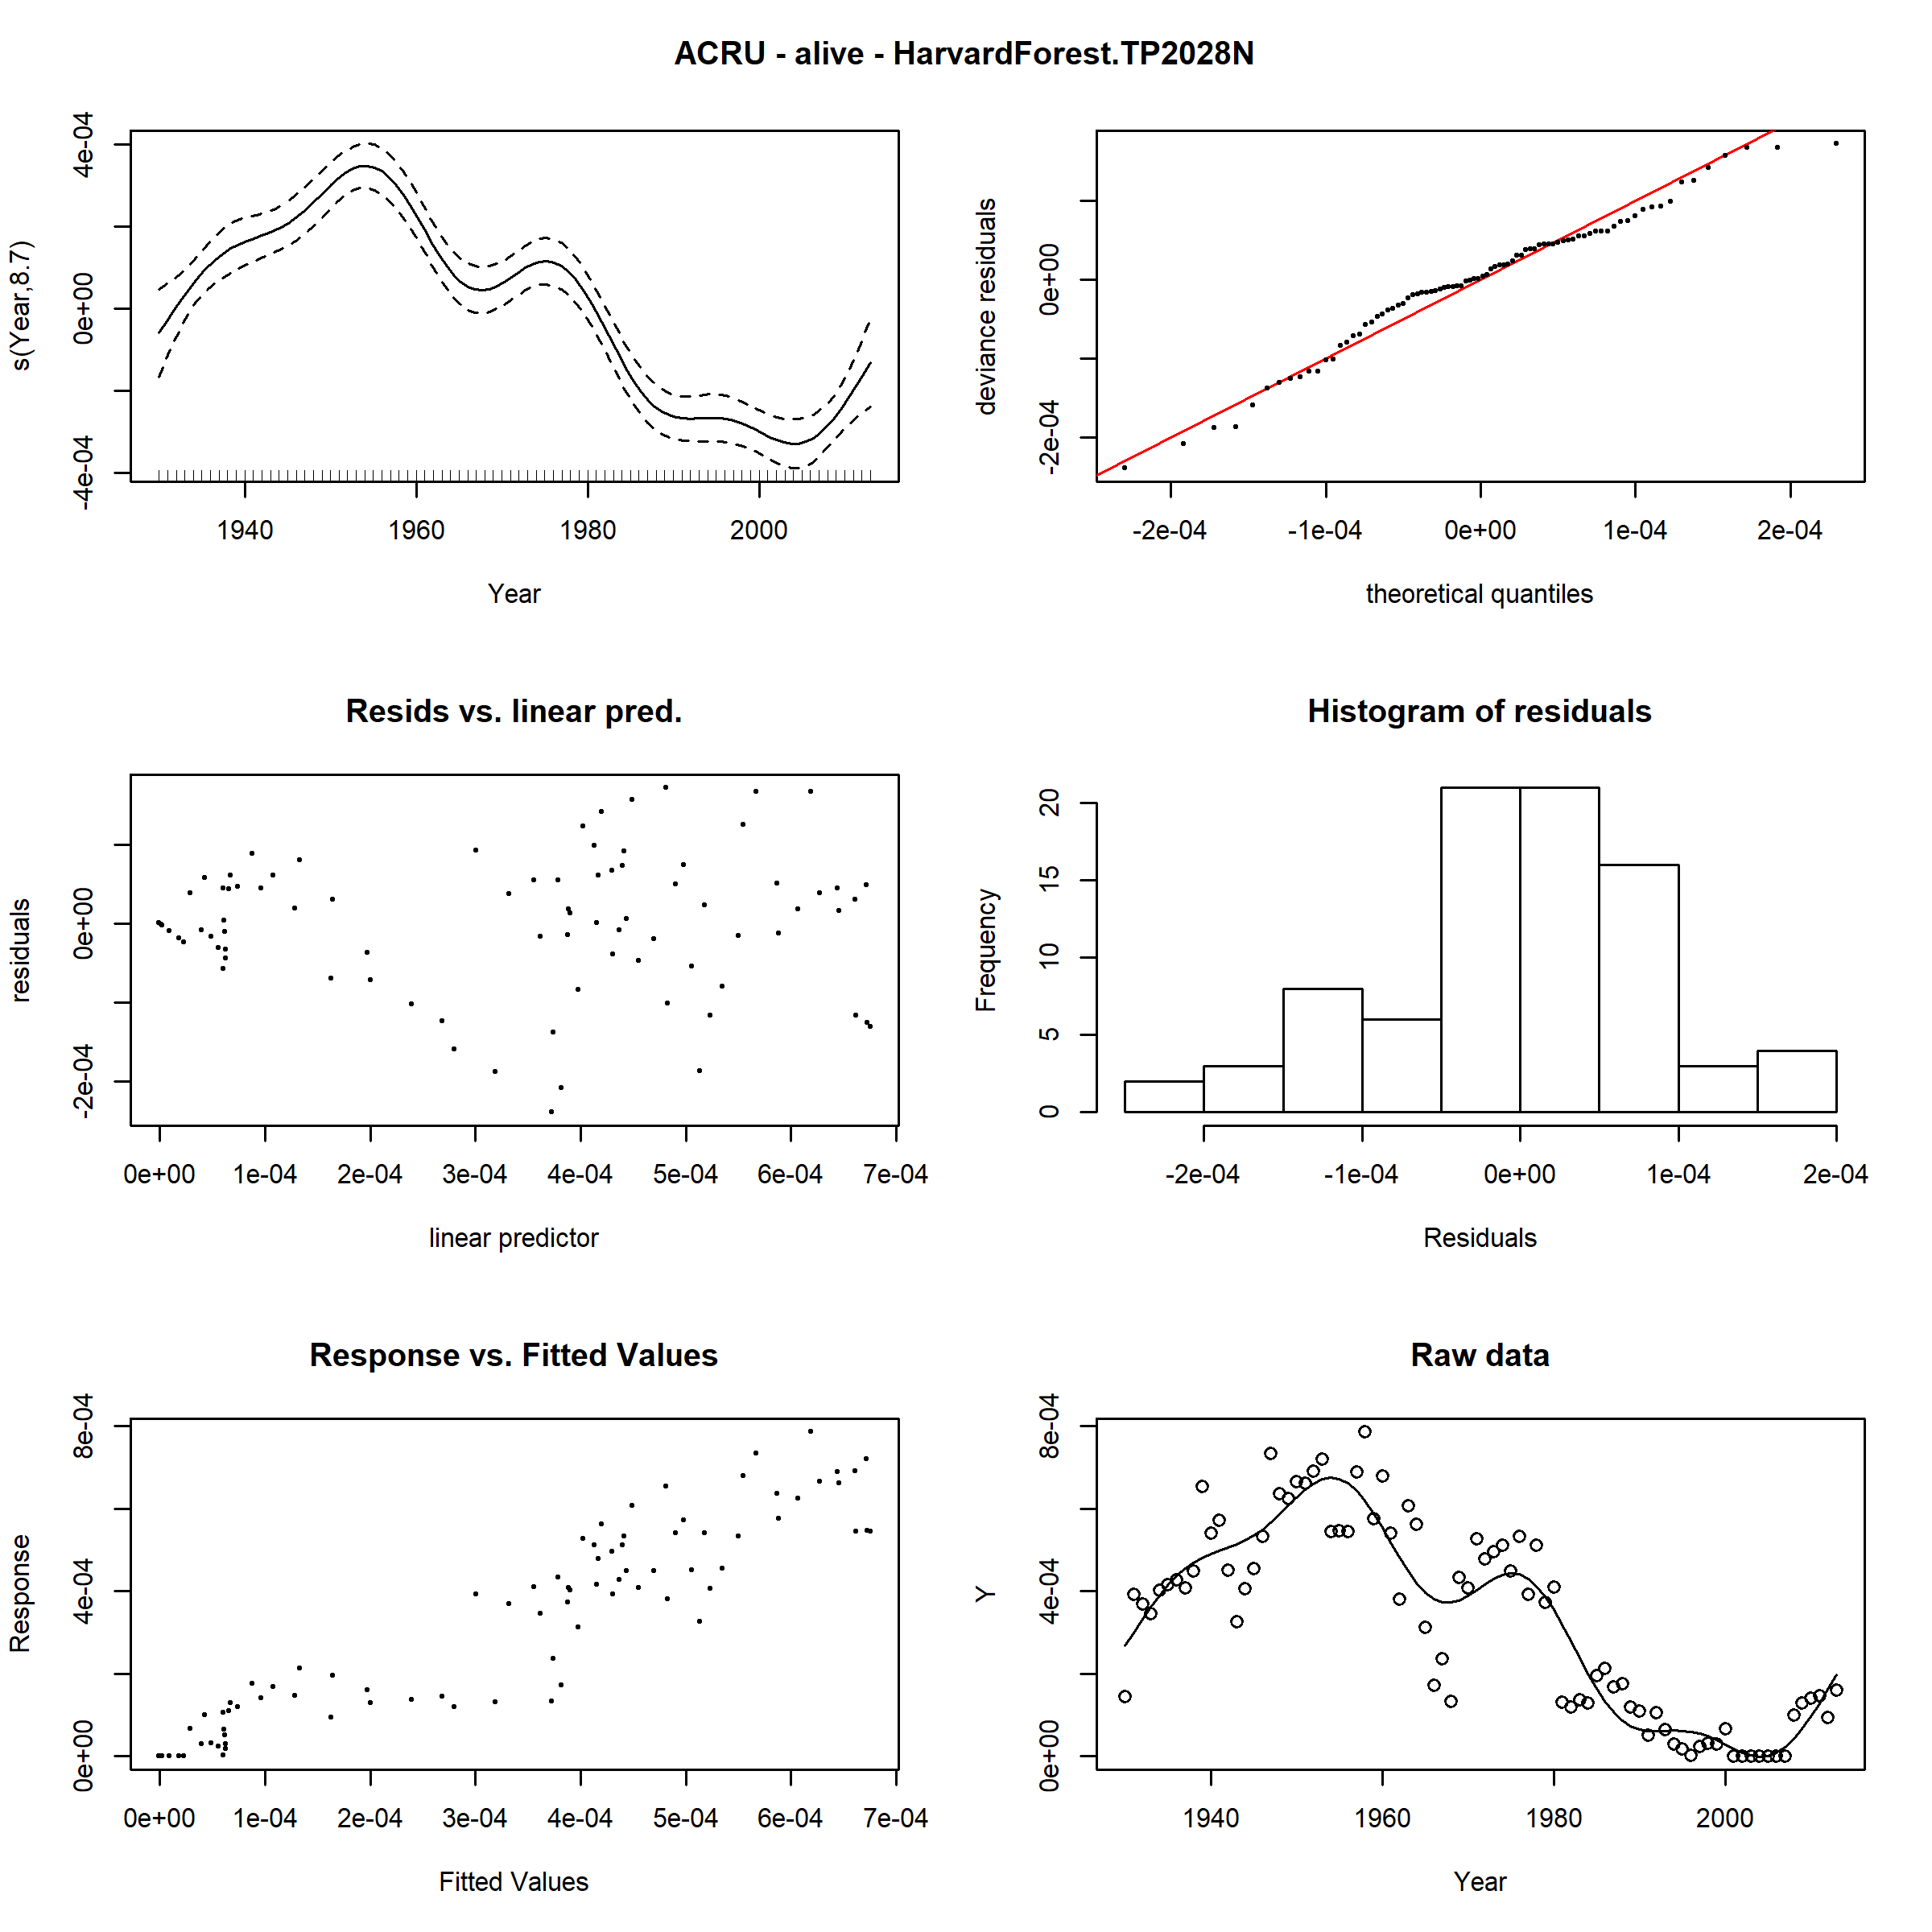 ACRU - alive - HarvardForest.TP2028N
s(Year,8.7)
4e-04
0e+00
-4e-04
1940 1960 1980 2000
Year
deviance residuals
0e+00
-2e-04
-2e-04 -1e-04 0e+00 1e-04 2e-04
theoretical quantiles
Resids vs. linear pred.
residuals
0e+00
-2e-04
0e+00 1e-04 2e-04 3e-04 4e-04 5e-04 6e-04 7e-04
linear predictor
Histogram of residuals
Frequency
20
15
10
5
0
-2e-04 -1e-04 0e+00 1e-04 2e-04
Residuals
Response vs. Fitted Values
Response
8e-04
4e-04
0e+00
0e+00 1e-04 2e-04 3e-04 4e-04 5e-04 6e-04 7e-04
Fitted Values
Raw data
Y
8e-04
4e-04
0e+00
1940 1960 1980 2000
Year